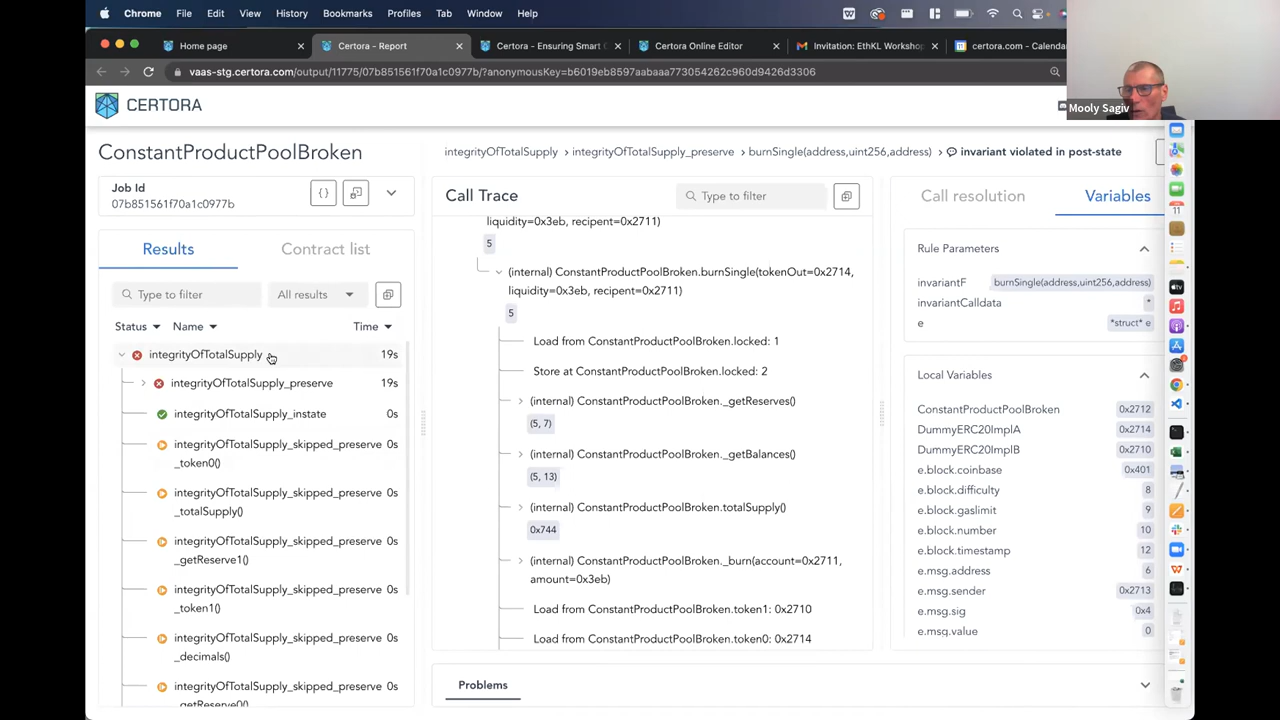 Chrome File Edit View History Bookmarks Profiles Tab Window Help
Home page Certora - Report Certora - Ensuring Smart C Certora Online Editor Invitation: EthKL Workshop certora.com - Calenda
vaas-stg.certora.com/output/11775/07b851561f70a1c0977b/?anonymousKey=b6019eb8597aabaaa773054262c960d9426d3306
Mooly Sagiv
CERTORA
ConstantProductPoolBroken
integrityOfTotalSupply > integrityOfTotalSupply_preserve > burnSingle(address,uint256,address) > invariant violated in post-state
Job Id
07b851561f70a1c0977b
{ }
Results Contract list
Type to filter All results
Status Name Time
integrityOfTotalSupply 19s
integrityOfTotalSupply_preserve 19s
integrityOfTotalSupply_instate 0s
integrityOfTotalSupply_skipped_preserve 0s
_token0()
integrityOfTotalSupply_skipped_preserve 0s
_totalSupply()
integrityOfTotalSupply_skipped_preserve 0s
_getReserve1()
integrityOfTotalSupply_skipped_preserve 0s
_token1()
integrityOfTotalSupply_skipped_preserve 0s
_decimals()
integrityOfTotalSupply_skipped_preserve 0s
_getReserve0()
Call Trace Type to filter
liquidity=0x3eb, recipent=0x2711)
5
(internal) ConstantProductPoolBroken.burnSingle(tokenOut=0x2714,
liquidity=0x3eb, recipent=0x2711)
5
Load from ConstantProductPoolBroken.locked: 1
Store at ConstantProductPoolBroken.locked: 2
(internal) ConstantProductPoolBroken._getReserves()
(5, 7)
(internal) ConstantProductPoolBroken._getBalances()
(5, 13)
(internal) ConstantProductPoolBroken.totalSupply()
0x744
(internal) ConstantProductPoolBroken._burn(account=0x2711,
amount=0x3eb)
Load from ConstantProductPoolBroken.token1: 0x2710
Load from ConstantProductPoolBroken.token0: 0x2714
Problems
Call resolution Variables
Rule Parameters
invariantF burnSingle(address,uint256,address)
invariantCalldata *
e *struct* e
Local Variables
ConstantProductPoolBroken 0x2712
DummyERC20ImplA 0x2714
DummyERC20ImplB 0x2710
e.block.coinbase 0x401
e.block.difficulty 8
e.block.gaslimit 9
e.block.number 10
e.block.timestamp 12
e.msg.address 6
e.msg.sender 0x2713
e.msg.sig 0x4
e.msg.value 0